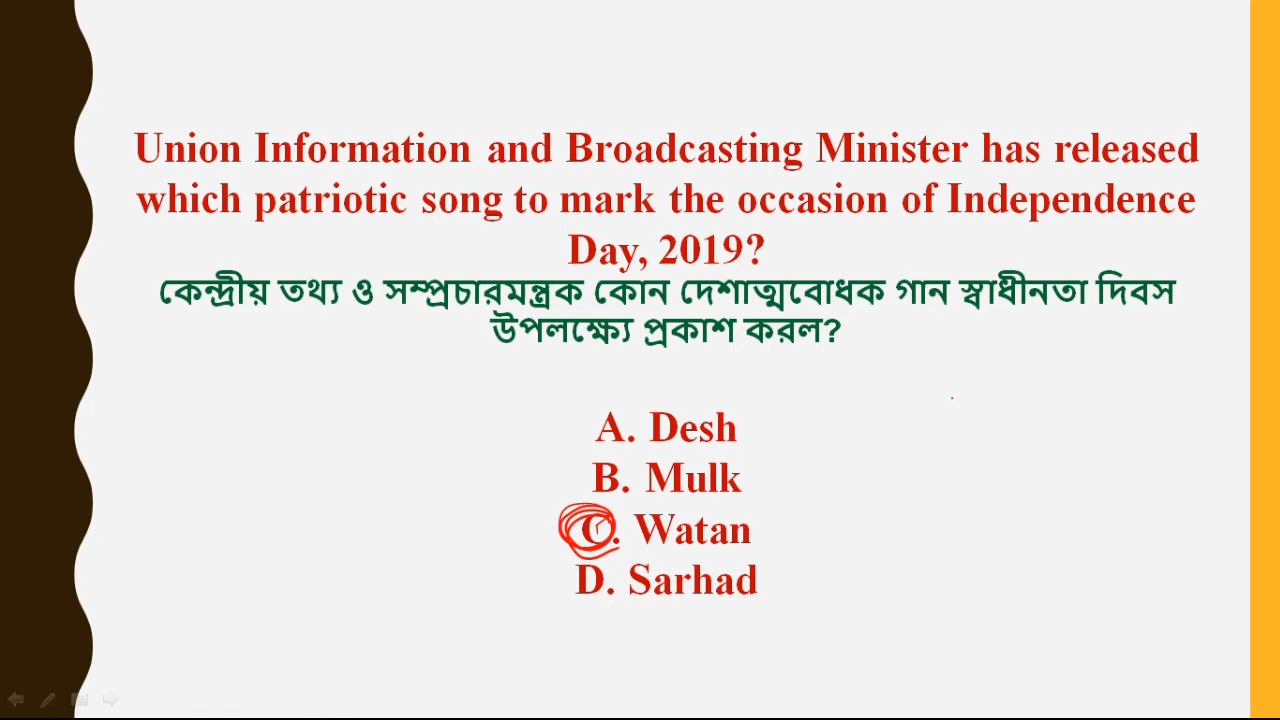 Union Information and Broadcasting Minister has released
which patriotic song to mark the occasion of Independence
Day, 2019?
কেন্দ্রীয় তথ্য ও সম্প্রচারমন্ত্রক কোন দেশাত্মবোধক গান স্বাধীনতা দিবস
উপলক্ষ্যে প্রকাশ করল?
A. Desh
B. Mulk
C. Watan
D. Sarhad